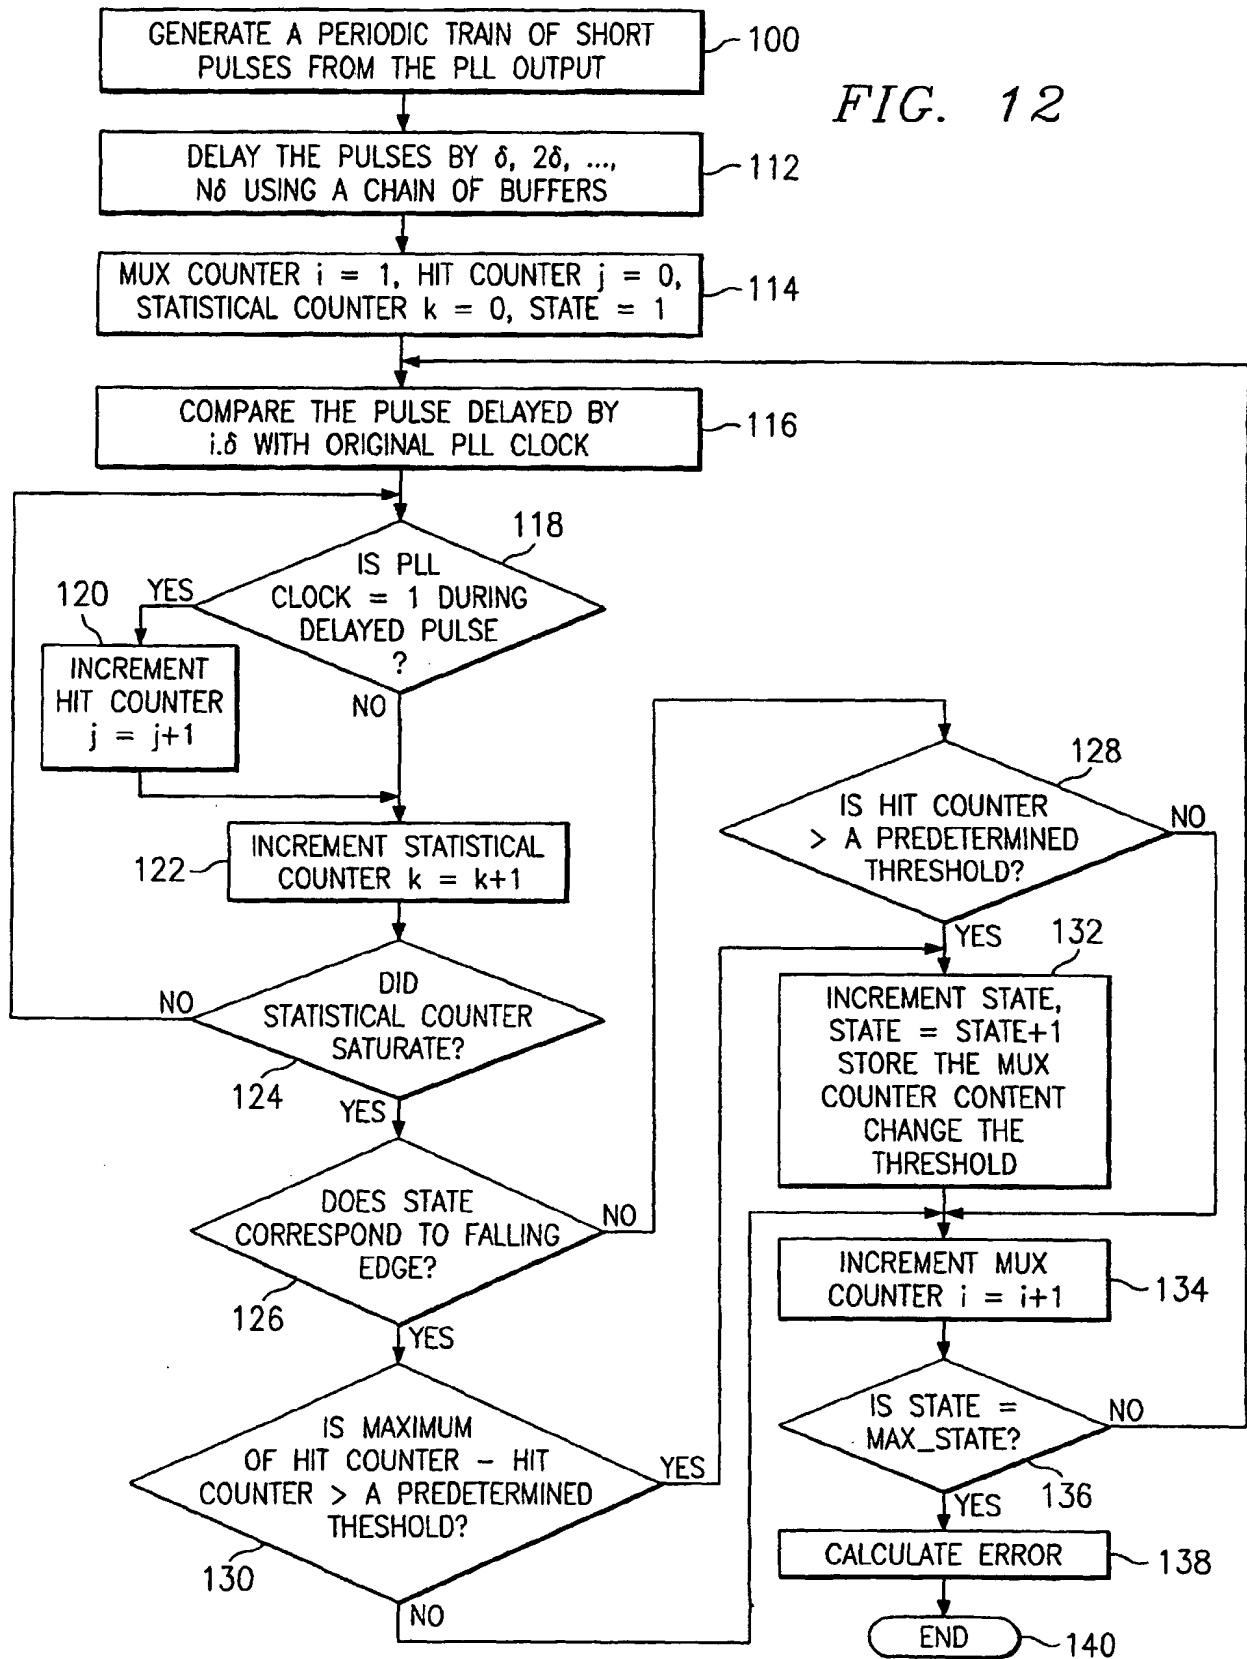 GENERATE A PERIODIC TRAIN OF SHORT
PULSES FROM THE PLL OUTPUT
100
FIG. 12
DELAY THE PULSES BY δ, 2δ, ...,
Nδ USING A CHAIN OF BUFFERS
112
MUX COUNTER i = 1, HIT COUNTER j = 0,
STATISTICAL COUNTER k = 0, STATE = 1
114
COMPARE THE PULSE DELAYED BY
i.δ WITH ORIGINAL PLL CLOCK
116
118
IS PLL
CLOCK = 1 DURING
DELAYED PULSE
?
YES
NO
120
INCREMENT
HIT COUNTER
j = j+1
122
INCREMENT STATISTICAL
COUNTER k = k+1
DID
STATISTICAL COUNTER
SATURATE?
NO
124
YES
DOES STATE
CORRESPOND TO FALLING
EDGE?
NO
126
YES
IS MAXIMUM
OF HIT COUNTER – HIT
COUNTER > A PREDETERMINED
THESHOLD?
YES
130
NO
128
IS HIT COUNTER
> A PREDETERMINED
THRESHOLD?
NO
YES
132
INCREMENT STATE,
STATE = STATE+1
STORE THE MUX
COUNTER CONTENT
CHANGE THE
THRESHOLD
INCREMENT MUX
COUNTER i = i+1
134
IS STATE =
MAX_STATE?
NO
136
YES
CALCULATE ERROR
138
END
140